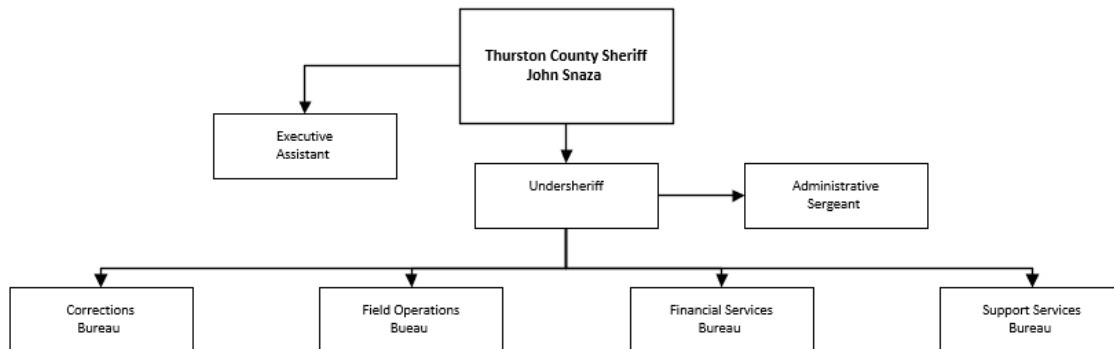 Thurston County Sheriff
John Snaza
Executive
Assistant
Undersheriff
Administrative
Sergeant
Corrections
Bureau
Field Operations
Bueau
Financial Services
Bureau
Support Services
Bureau